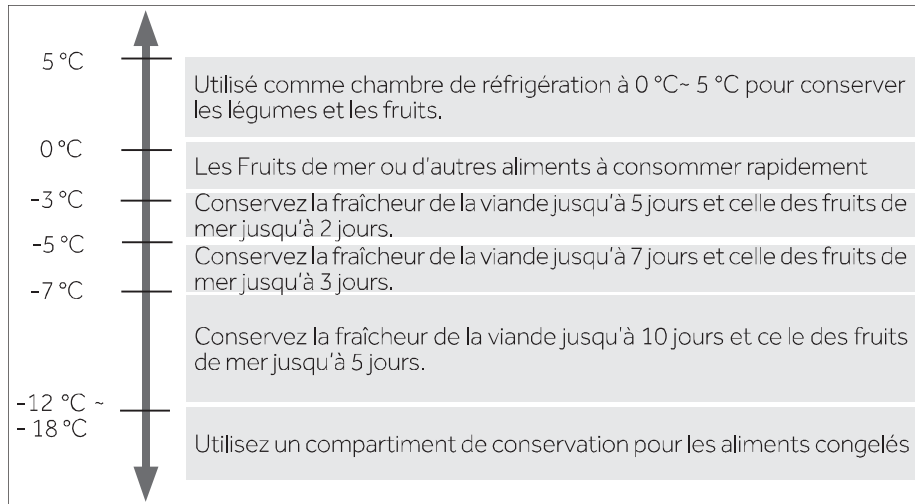 5 °C
Utilisé comme chambre de réfrigération à 0 °C~ 5 °C pour conserver
les légumes et les fruits.
0 °C
Les Fruits de mer ou d'autres aliments à consommer rapidement
-3 °C
Conservez la fraîcheur de la viande jusqu'à 5 jours et celle des fruits de
mer jusqu'à 2 jours.
-5 °C
Conservez la fraîcheur de la viande jusqu'à 7 jours et celle des fruits de
mer jusqu'à 3 jours.
-7 °C
Conservez la fraîcheur de la viande jusqu'à 10 jours et ce le des fruits
de mer jusqu'à 5 jours.
-12 °C ~
- 18 °C
Utilisez un compartiment de conservation pour les aliments congelés